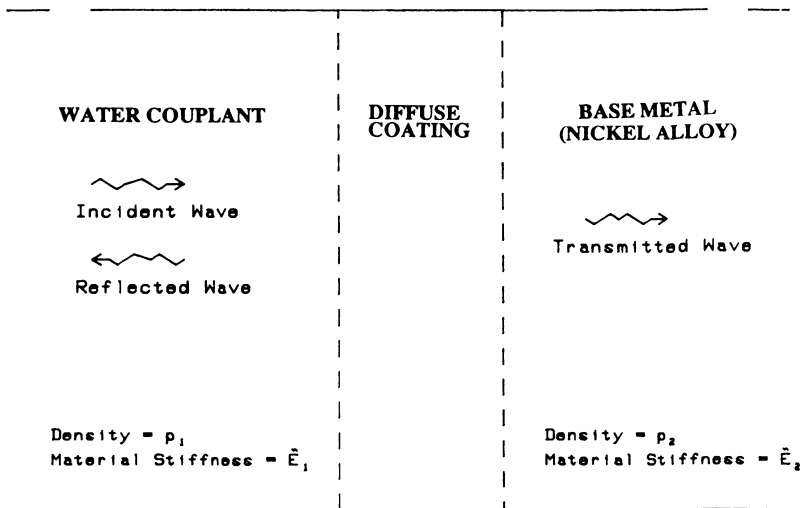 WATER COUPLANT
DIFFUSE
COATING
BASE METAL
(NICKEL ALLOY)
Incident Wave
Reflected Wave
Transmitted Wave
Density = p₁
Material Stiffness = Ẽ₁
Density = p₂
Material Stiffness = Ẽ₂